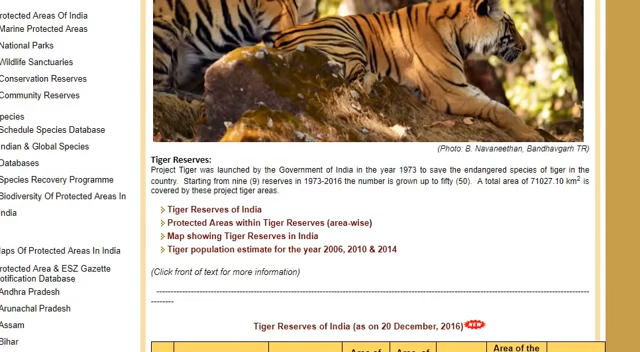 rotected Areas Of India
Marine Protected Areas
National Parks
Wildlife Sanctuaries
Conservation Reserves
Community Reserves
pecies
Schedule Species Database
ndian & Global Species
Databases
Species Recovery Programme
Biodiversity Of Protected Areas In
ndia
aps Of Protected Areas In India
rotected Area & ESZ Gazette
otification Database
Andhra Pradesh
Arunachal Pradesh
Assam
Bihar
(Photo: B. Navaneethan, Bandhavgarh TR)
Tiger Reserves:
Project Tiger was launched by the Government of India in the year 1973 to save the endangered species of tiger in the
country. Starting from nine (9) reserves in 1973-2016 the number is grown up to fifty (50). A total area of 71027.10 km2 is
covered by these project tiger areas.
Tiger Reserves of India
Protected Areas within Tiger Reserves (area-wise)
Map showing Tiger Reserves in India
Tiger population estimate for the year 2006, 2010 & 2014
(Click front of text for more information)
Tiger Reserves of India (as on 20 December, 2016) NEW
Area of Area of Area of the